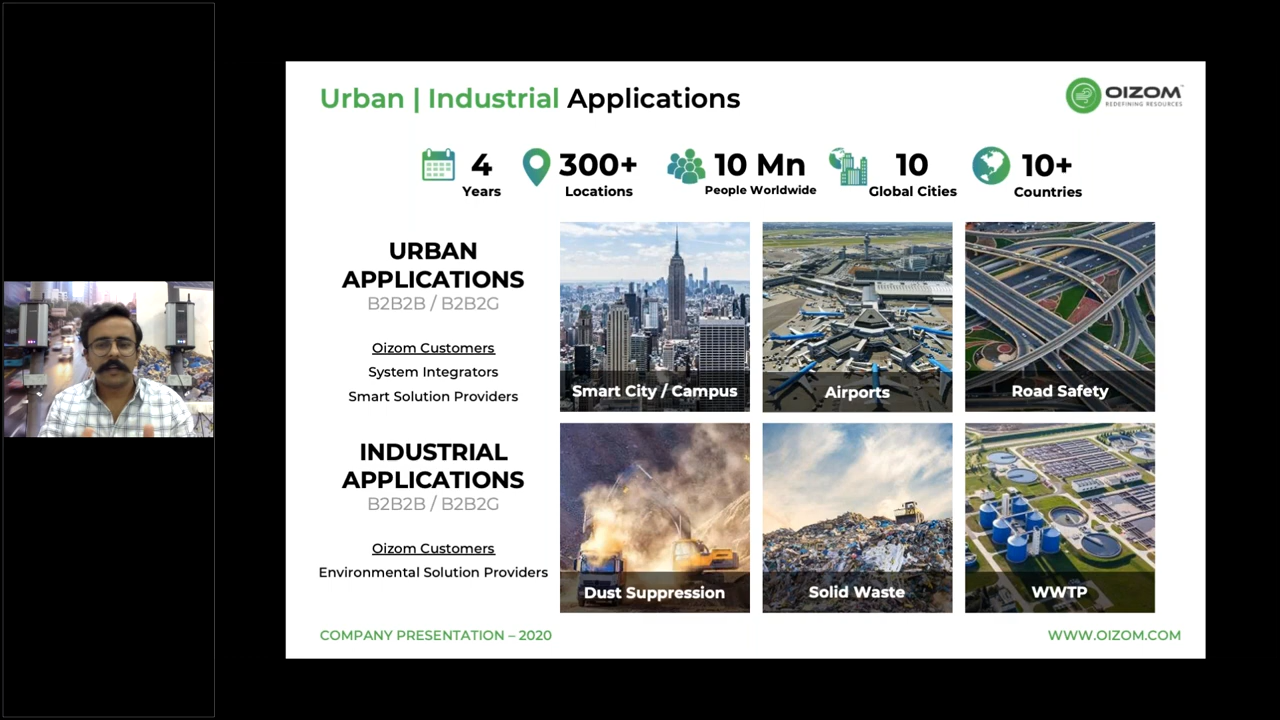 Urban | Industrial Applications
OIZOM™
REDEFINING RESOURCES
4
Years
300+
Locations
10 Mn
People Worldwide
10
Global Cities
10+
Countries
URBAN
APPLICATIONS
B2B2B / B2B2G
Oizom Customers
System Integrators
Smart Solution Providers
Smart City / Campus
Airports
Road Safety
INDUSTRIAL
APPLICATIONS
B2B2B / B2B2G
Oizom Customers
Environmental Solution Providers
Dust Suppression
Solid Waste
WWTP
COMPANY PRESENTATION – 2020
WWW.OIZOM.COM